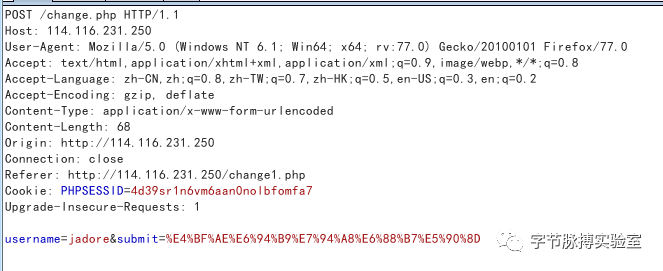 POST /change.php HTTP/1.1
Host: 114.116.231.250
User-Agent: Mozilla/5.0 (Windows NT 6.1; Win64; x64; rv:77.0) Gecko/20100101 Firefox/77.0
Accept: text/html,application/xhtml+xml,application/xml;q=0.9,image/webp,*/*;q=0.8
Accept-Language: zh-CN,zh;q=0.8,zh-TW;q=0.7,zh-HK;q=0.5,en-US;q=0.3,en;q=0.2
Accept-Encoding: gzip, deflate
Content-Type: application/x-www-form-urlencoded
Content-Length: 68
Origin: http://114.116.231.250
Connection: close
Referer: http://114.116.231.250/change1.php
Cookie: PHPSESSID=4d39sr1n6vm6aan0nolbfomfa7
Upgrade-Insecure-Requests: 1
username=jadore&submit=%E4%BF%AE%E6%94%B9%E7%94%A8%E6%88%B7%E5%90%8D
字节脉搏实验室